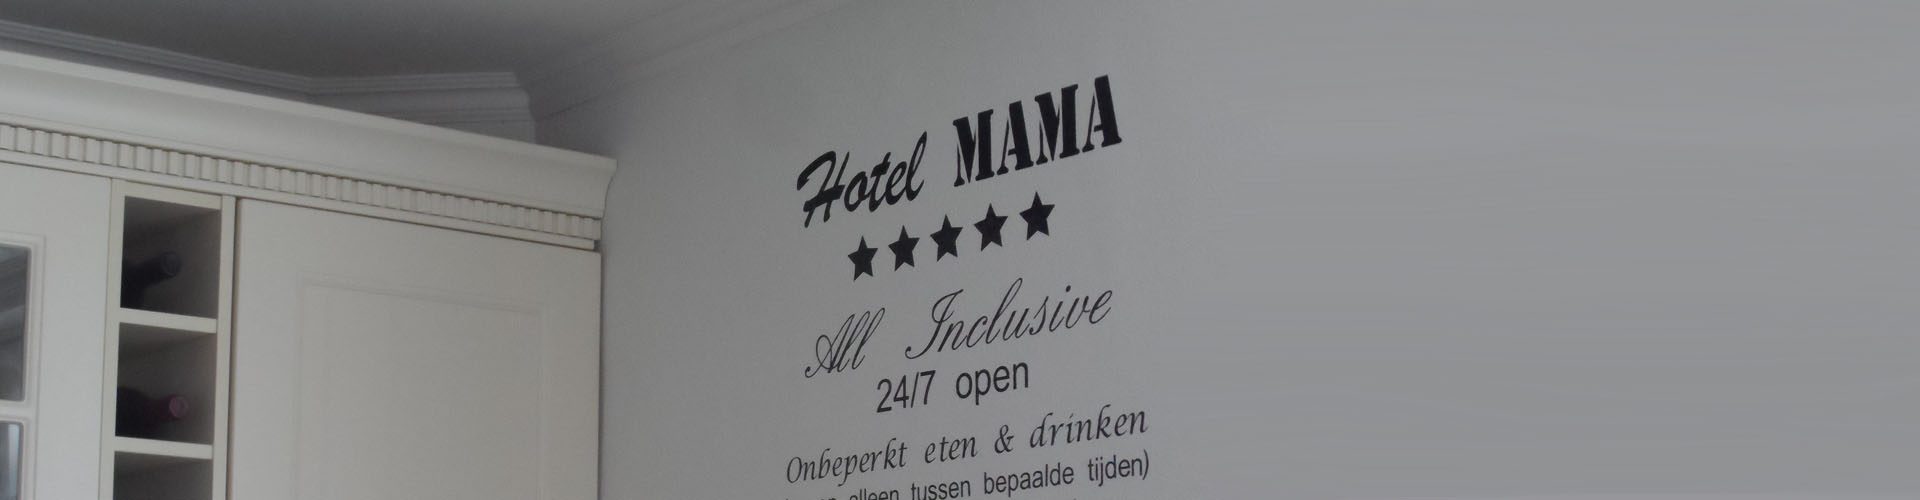 Hotel MAMA
All Inclusive
24/7 open
Onbeperkt eten & drinken
alleen tussen bepaalde tijden)